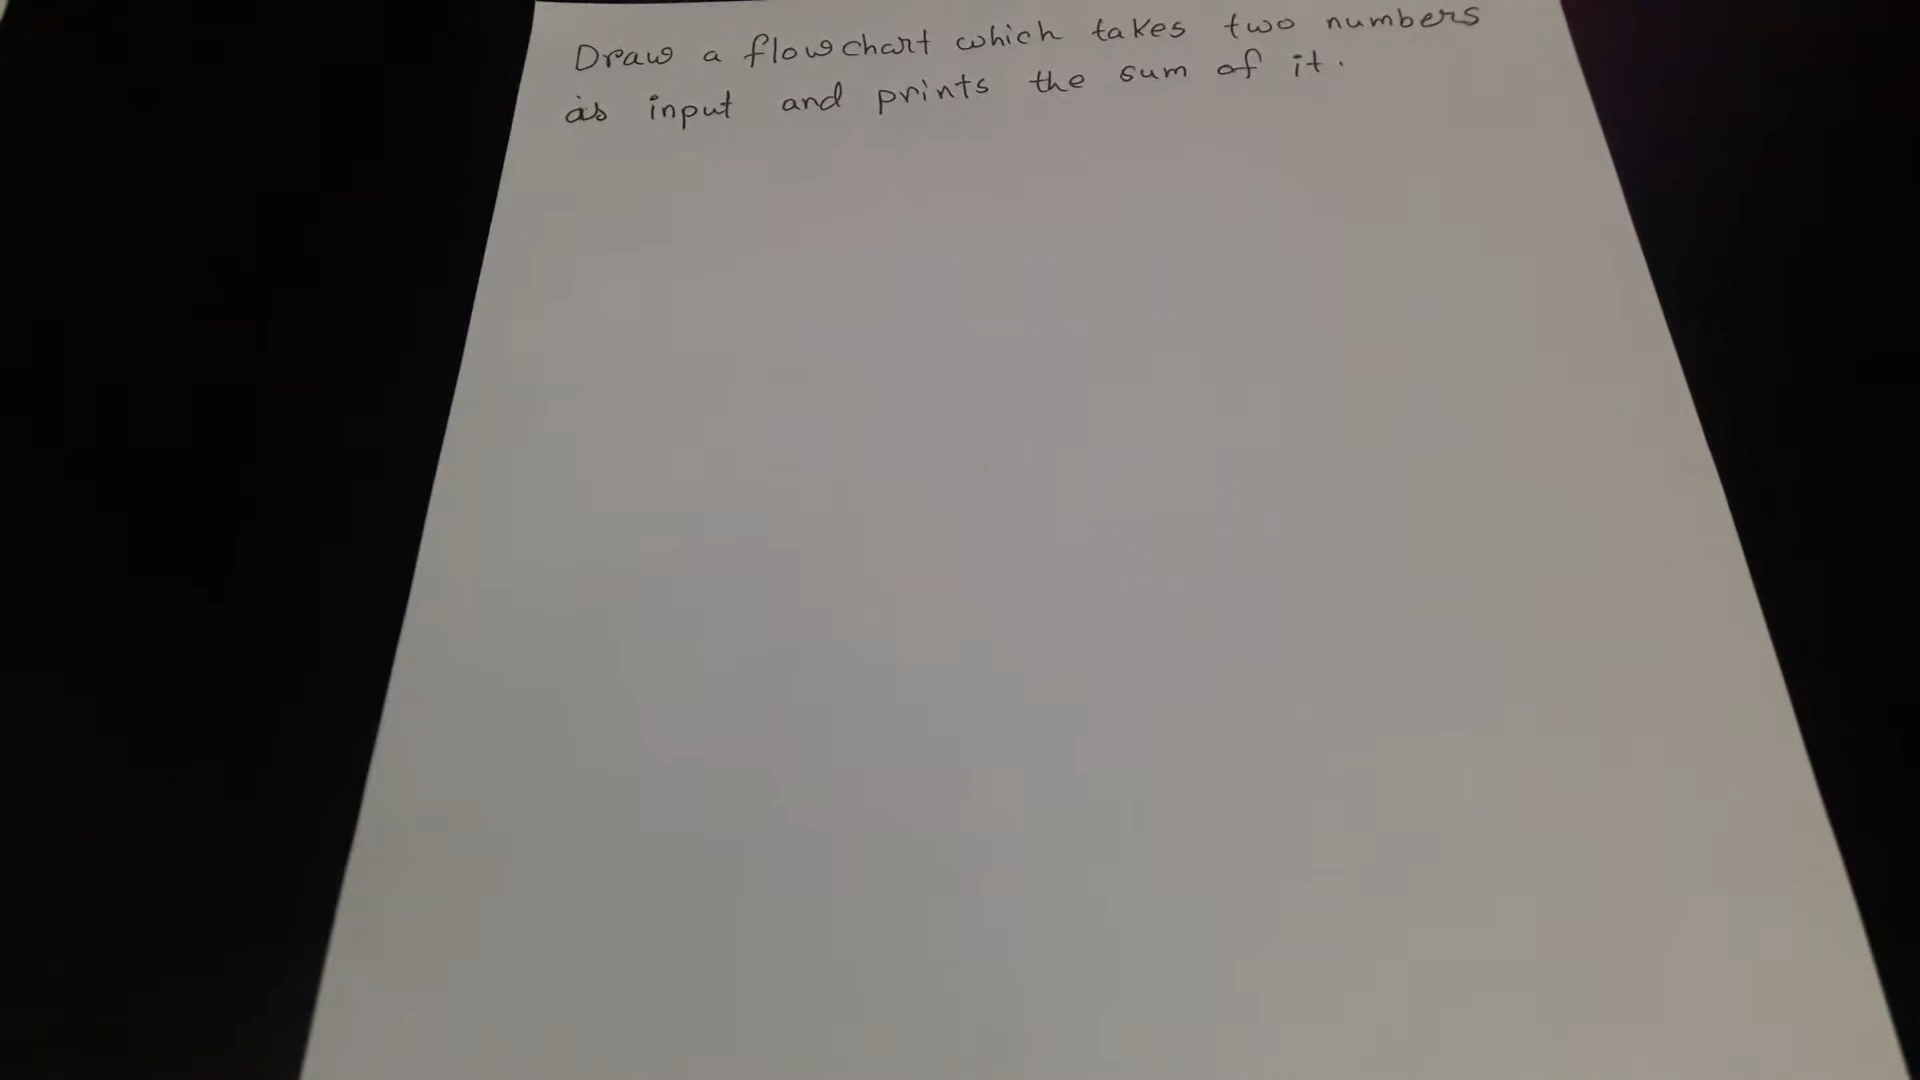 Draw a flowchart which takes two numbers
as input and prints the sum of it.